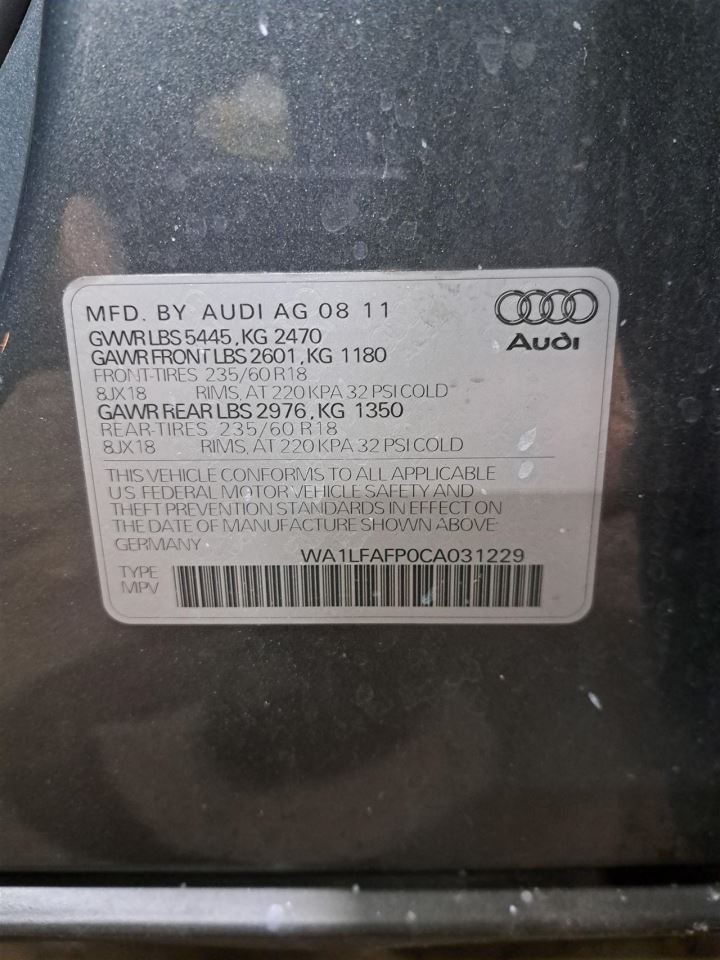 MFD. BY AUDI AG 08 11
Audi
GVWR LBS 5445, KG 2470
GAWR FRONT LBS 2601, KG 1180
FRONT-TIRES 235/60 R18
8JX18 RIMS, AT 220 KPA 32 PSI COLD
GAWR REAR LBS 2976, KG 1350
REAR-TIRES 235/60 R18
8JX18 RIMS, AT 220 KPA 32 PSI COLD
THIS VEHICLE CONFORMS TO ALL APPLICABLE
U.S. FEDERAL MOTOR VEHICLE SAFETY AND
THEFT PREVENTION STANDARDS IN EFFECT ON
THE DATE OF MANUFACTURE SHOWN ABOVE:
GERMANY
WA1LFAFP0CA031229
TYPE
MPV